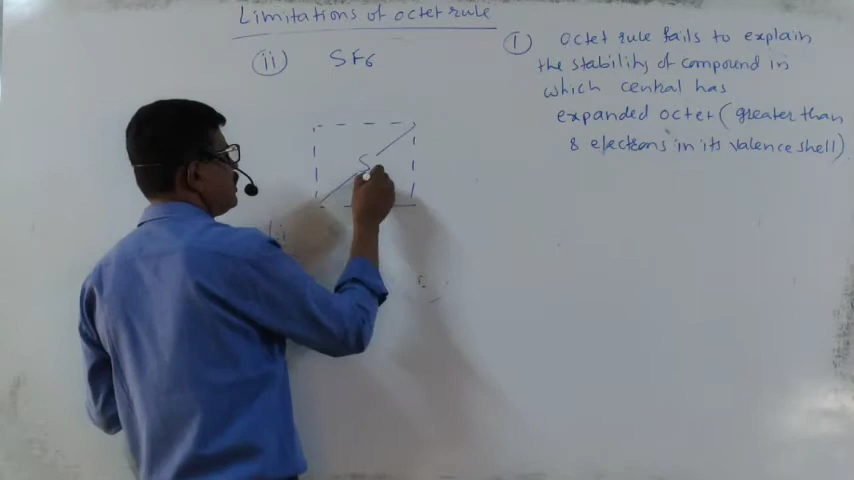 Limitations of octet rule
(ii) SF6
S
(i) Octet rule fails to explain
the stability of compound in
which central has
expanded octet (greater than
8 electrons in its valence shell)